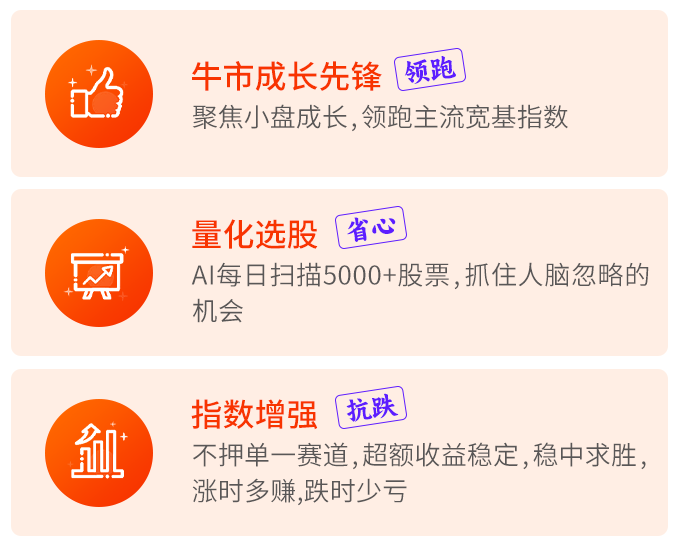 牛市成长先锋 领跑
聚焦小盘成长,领跑主流宽基指数
量化选股 省心
AI每日扫描5000+股票,抓住人脑忽略的
机会
指数增强 抗跌
不押单一赛道,超额收益稳定,稳中求胜,
涨时多赚,跌时少亏